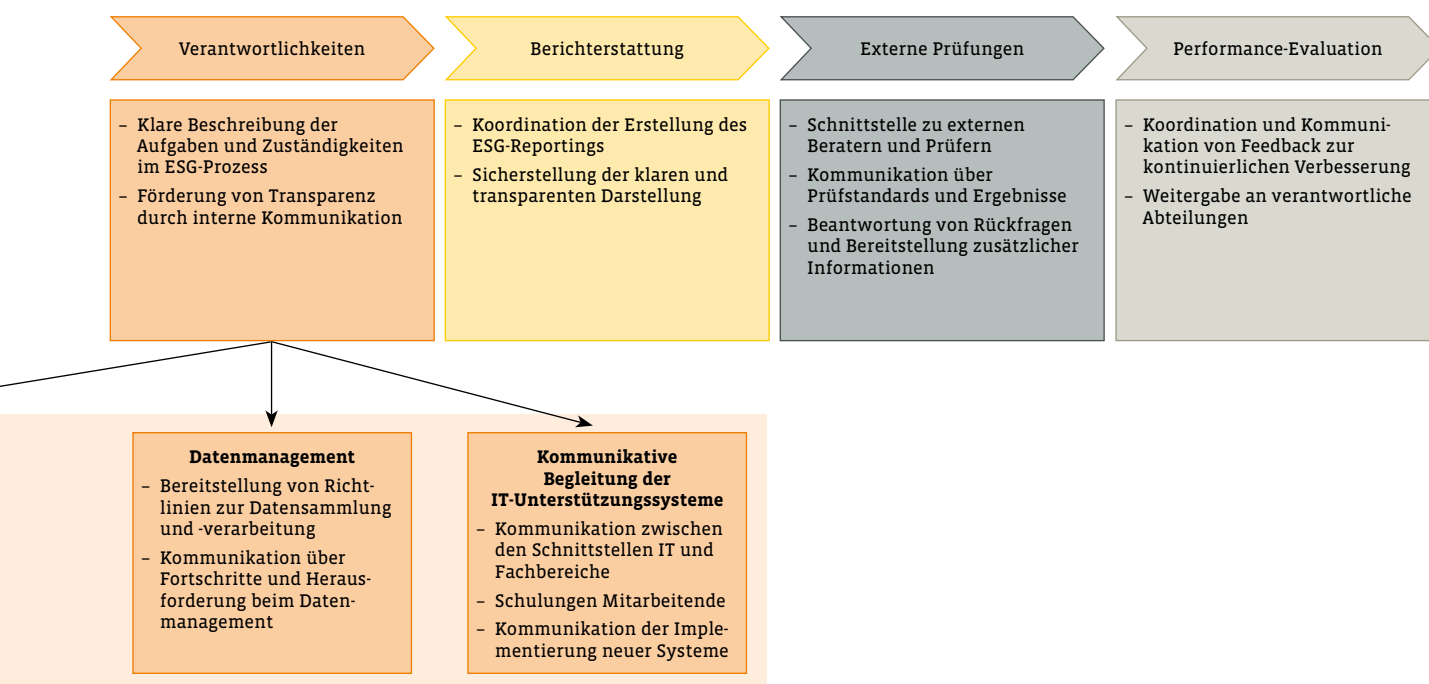 Verantwortlichkeiten
Berichterstattung
Externe Prüfungen
Performance-Evaluation
– Klare Beschreibung der
Aufgaben und Zuständigkeiten
im ESG-Prozess
– Förderung von Transparenz
durch interne Kommunikation
– Koordination der Erstellung des
ESG-Reportings
– Sicherstellung der klaren und
transparenten Darstellung
– Schnittstelle zu externen
Beratern und Prüfern
– Kommunikation über
Prüfstandards und Ergebnisse
– Beantwortung von Rückfragen
und Bereitstellung zusätzlicher
Informationen
– Koordination und Kommuni-
kation von Feedback zur
kontinuierlichen Verbesserung
– Weitergabe an verantwortliche
Abteilungen
Datenmanagement
– Bereitstellung von Richt-
linien zur Datensammlung
und -verarbeitung
– Kommunikation über
Fortschritte und Heraus-
forderung beim Daten-
management
Kommunikative
Begleitung der
IT-Unterstützungssysteme
– Kommunikation zwischen
den Schnittstellen IT und
Fachbereiche
– Schulungen Mitarbeitende
– Kommunikation der Imple-
mentierung neuer Systeme